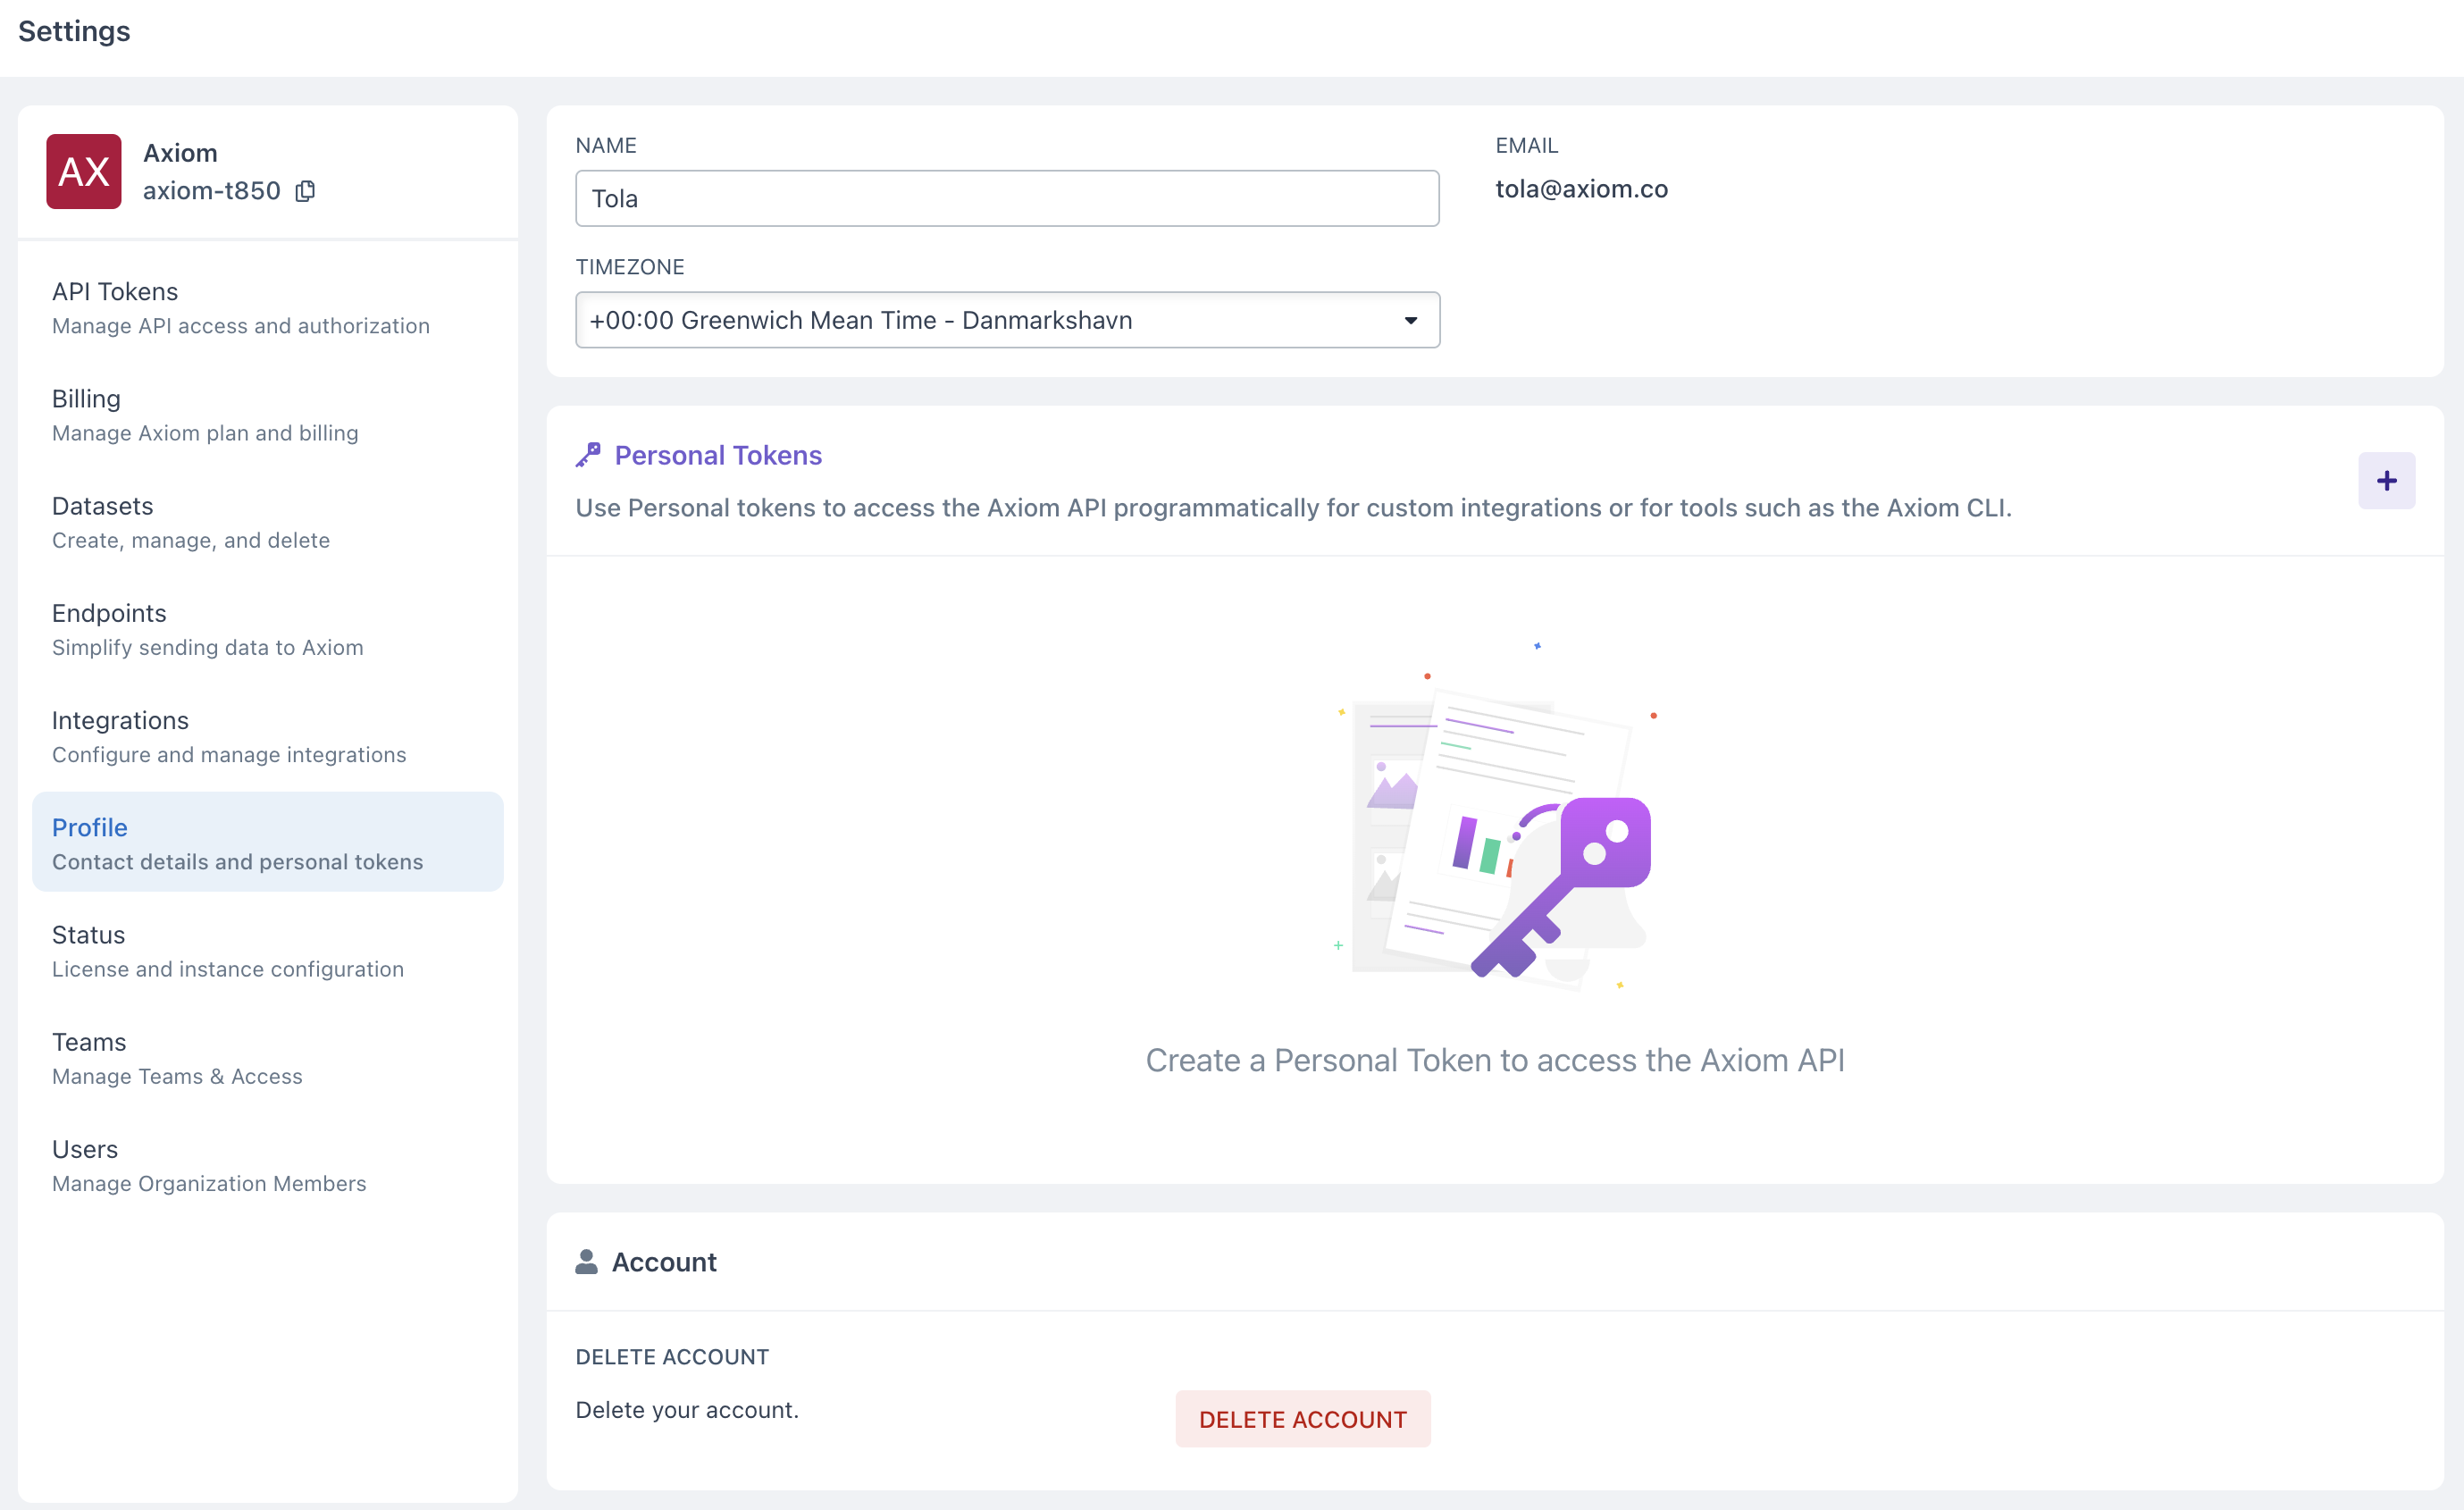 Settings
AX
Axiom
axiom-t850
API Tokens
Manage API access and authorization
Billing
Manage Axiom plan and billing
Datasets
Create, manage, and delete
Endpoints
Simplify sending data to Axiom
Integrations
Configure and manage integrations
Profile
Contact details and personal tokens
Status
License and instance configuration
Teams
Manage Teams & Access
Users
Manage Organization Members
NAME
Tola
EMAIL
tola@axiom.co
TIMEZONE
+00:00 Greenwich Mean Time - Danmarkshavn
Personal Tokens
Use Personal tokens to access the Axiom API programmatically for custom integrations or for tools such as the Axiom CLI.
Create a Personal Token to access the Axiom API
Account
DELETE ACCOUNT
Delete your account.
DELETE ACCOUNT